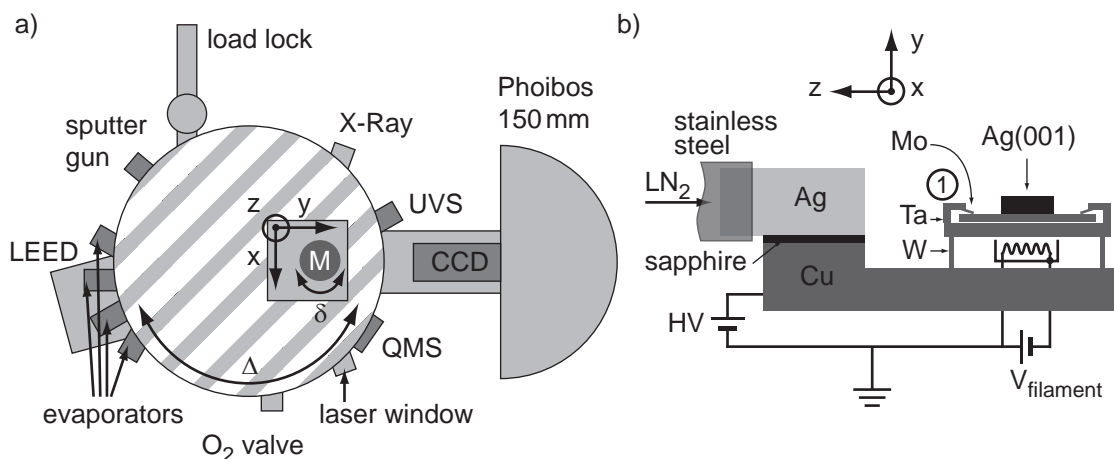 a)
load lock
sputter
gun
X-Ray
Phoibos
150 mm
z
y
x
M
δ
Δ
UVS
LEED
CCD
QMS
evaporators
laser window
O₂ valve
b)
y
z
x
stainless
steel
Mo
Ag(001)
1
LN₂
Ag
Ta
W
sapphire
Cu
HV
V filament